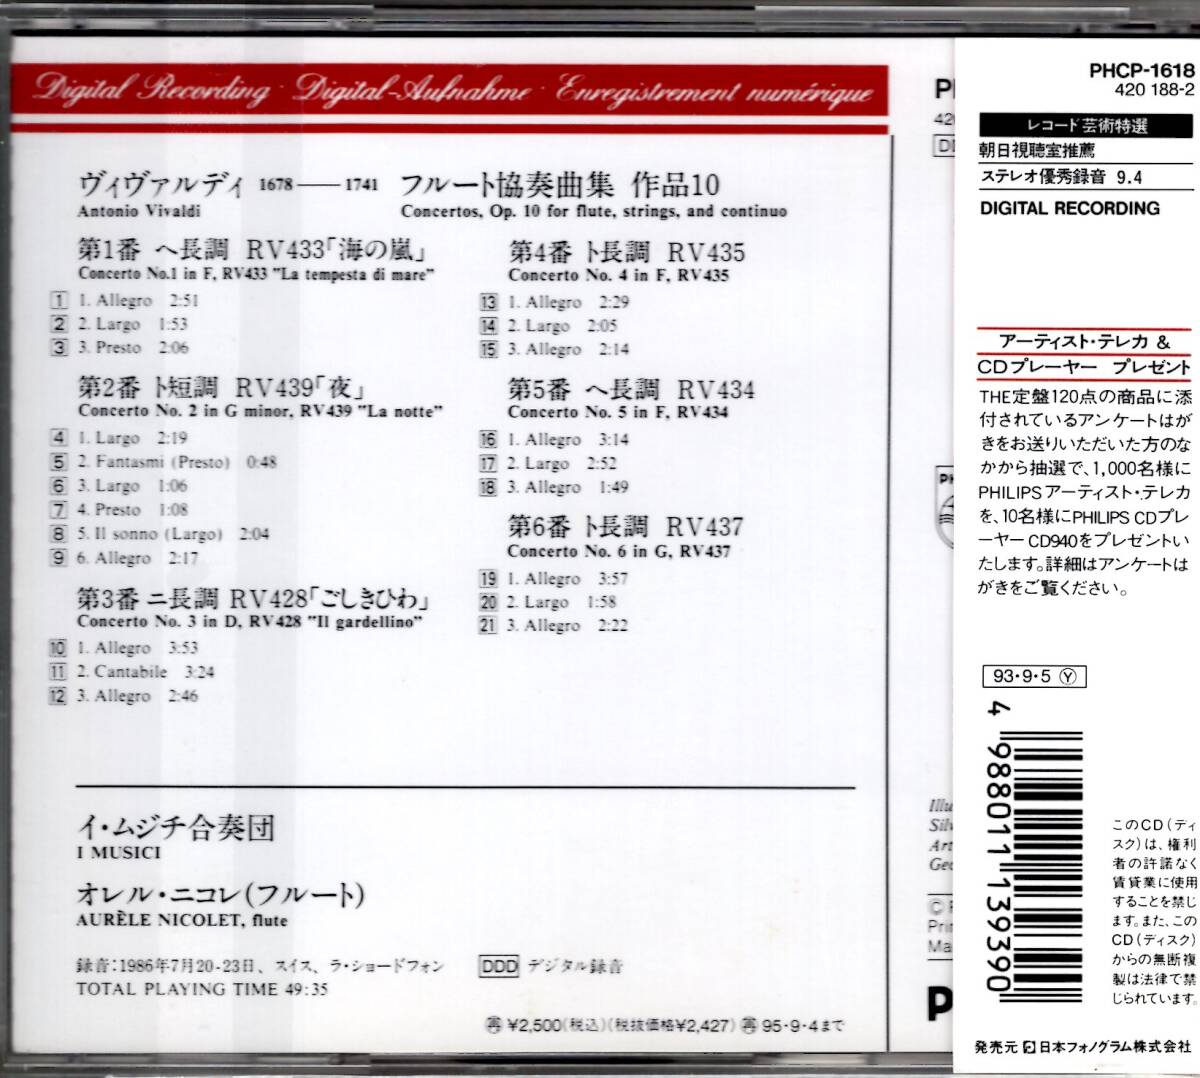 Digital Recording · Digital-Aufnahme · Enregistrement numérique
ヴィヴァルディ 1678——1741 フルート協奏曲集 作品10
Antonio Vivaldi Concertos, Op. 10 for flute, strings, and continuo
第1番 ヘ長調 RV433「海の嵐」
Concerto No.1 in F, RV433 "La tempesta di mare"
1 1. Allegro 2:51
2 2. Largo 1:53
3 3. Presto 2:06
第2番 ト短調 RV439「夜」
Concerto No. 2 in G minor, RV439 "La notte"
4 1. Largo 2:19
5 2. Fantasmi (Presto) 0:48
6 3. Largo 1:06
7 4. Presto 1:08
8 5. Il sonno (Largo) 2:04
9 6. Allegro 2:17
第3番 ニ長調 RV428「ごしきひわ」
Concerto No. 3 in D, RV428 "Il gardellino"
10 1. Allegro 3:53
11 2. Cantabile 3:24
12 3. Allegro 2:46
第4番 ト長調 RV435
Concerto No. 4 in F, RV435
13 1. Allegro 2:29
14 2. Largo 2:05
15 3. Allegro 2:14
第5番 ヘ長調 RV434
Concerto No. 5 in F, RV434
16 1. Allegro 3:14
17 2. Largo 2:52
18 3. Allegro 1:49
第6番 ト長調 RV437
Concerto No. 6 in G, RV437
19 1. Allegro 3:57
20 2. Largo 1:58
21 3. Allegro 2:22
イ・ムジチ合奏団
I MUSICI
オレル・ニコレ(フルート)
AURÈLE NICOLET, flute
録音:1986年7月20-23日、スイス、ラ・ショードフォン DDD デジタル録音
TOTAL PLAYING TIME 49:35
再 ¥2,500(税込)(税抜価格¥2,427) 再 95・9・4まで
PHCP-1618
420 188-2
レコード芸術特選
朝日視聴室推薦
ステレオ優秀録音 9.4
DIGITAL RECORDING
アーティスト・テレカ &
CDプレーヤー プレゼント
THE定盤120点の商品に添
付されているアンケートはが
きをお送りいただいた方のな
かから抽選で、1,000名様に
PHILIPSアーティスト・テレカ
を、10名様にPHILIPS CDプレ
ーヤーCD940をプレゼントい
たします。詳細はアンケートは
がきをご覧ください。
93・9・5 Y
4 988011 139390
このCD(ディ
スク)は、権利
者の許諾なく
賃貸業に使用
することを禁じ
ます。また、この
CD(ディスク)
からの無断複
製は法律で禁
じられています。
発売元 日本フォノグラム株式会社